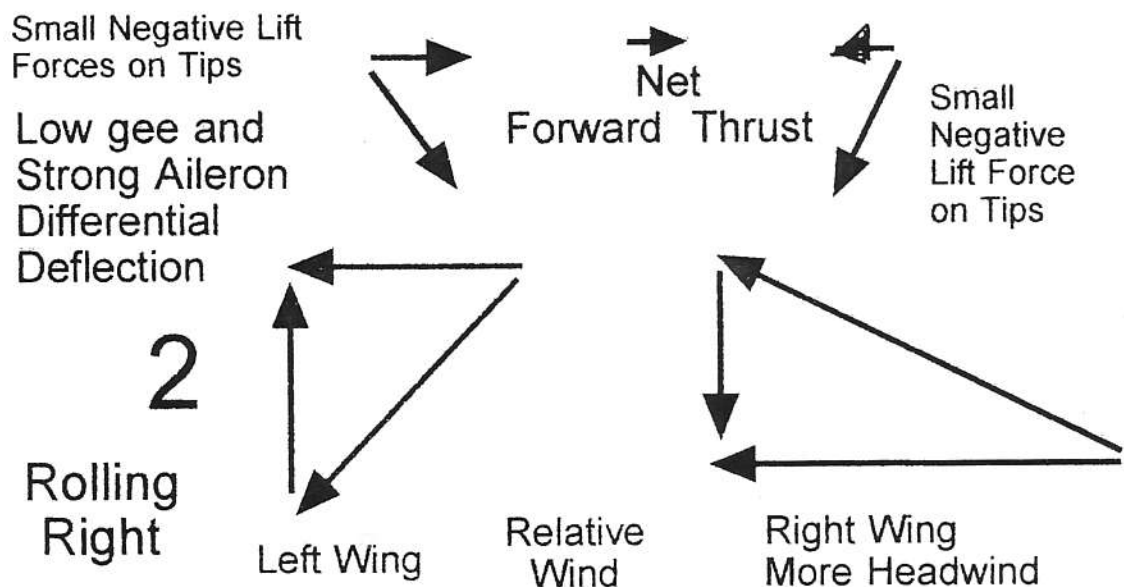 Small Negative Lift
Forces on Tips
Low gee and
Strong Aileron
Differential
Deflection
Net
Forward Thrust
Small
Negative
Lift Force
on Tips
2
Rolling
Right
Left Wing
Relative
Wind
Right Wing
More Headwind